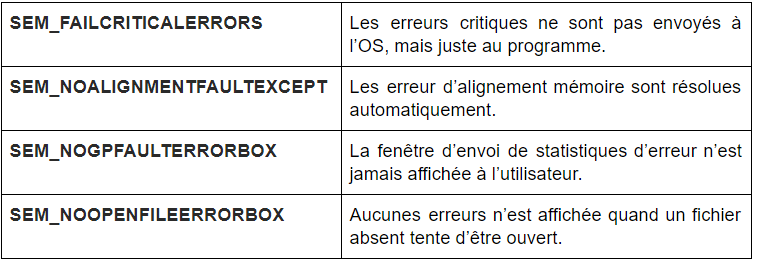 SEM_FAILCRITICALERRORS
Les erreurs critiques ne sont pas envoyés à
l’OS, mais juste au programme.
SEM_NOALIGNMENTFAULTEXCEPT
Les erreur d’alignement mémoire sont résolues
automatiquement.
SEM_NOGPFAULTERRORBOX
La fenêtre d’envoi de statistiques d’erreur n’est
jamais affichée à l’utilisateur.
SEM_NOOPENFILEERRORBOX
Aucunes erreurs n’est affichée quand un fichier
absent tente d’être ouvert.